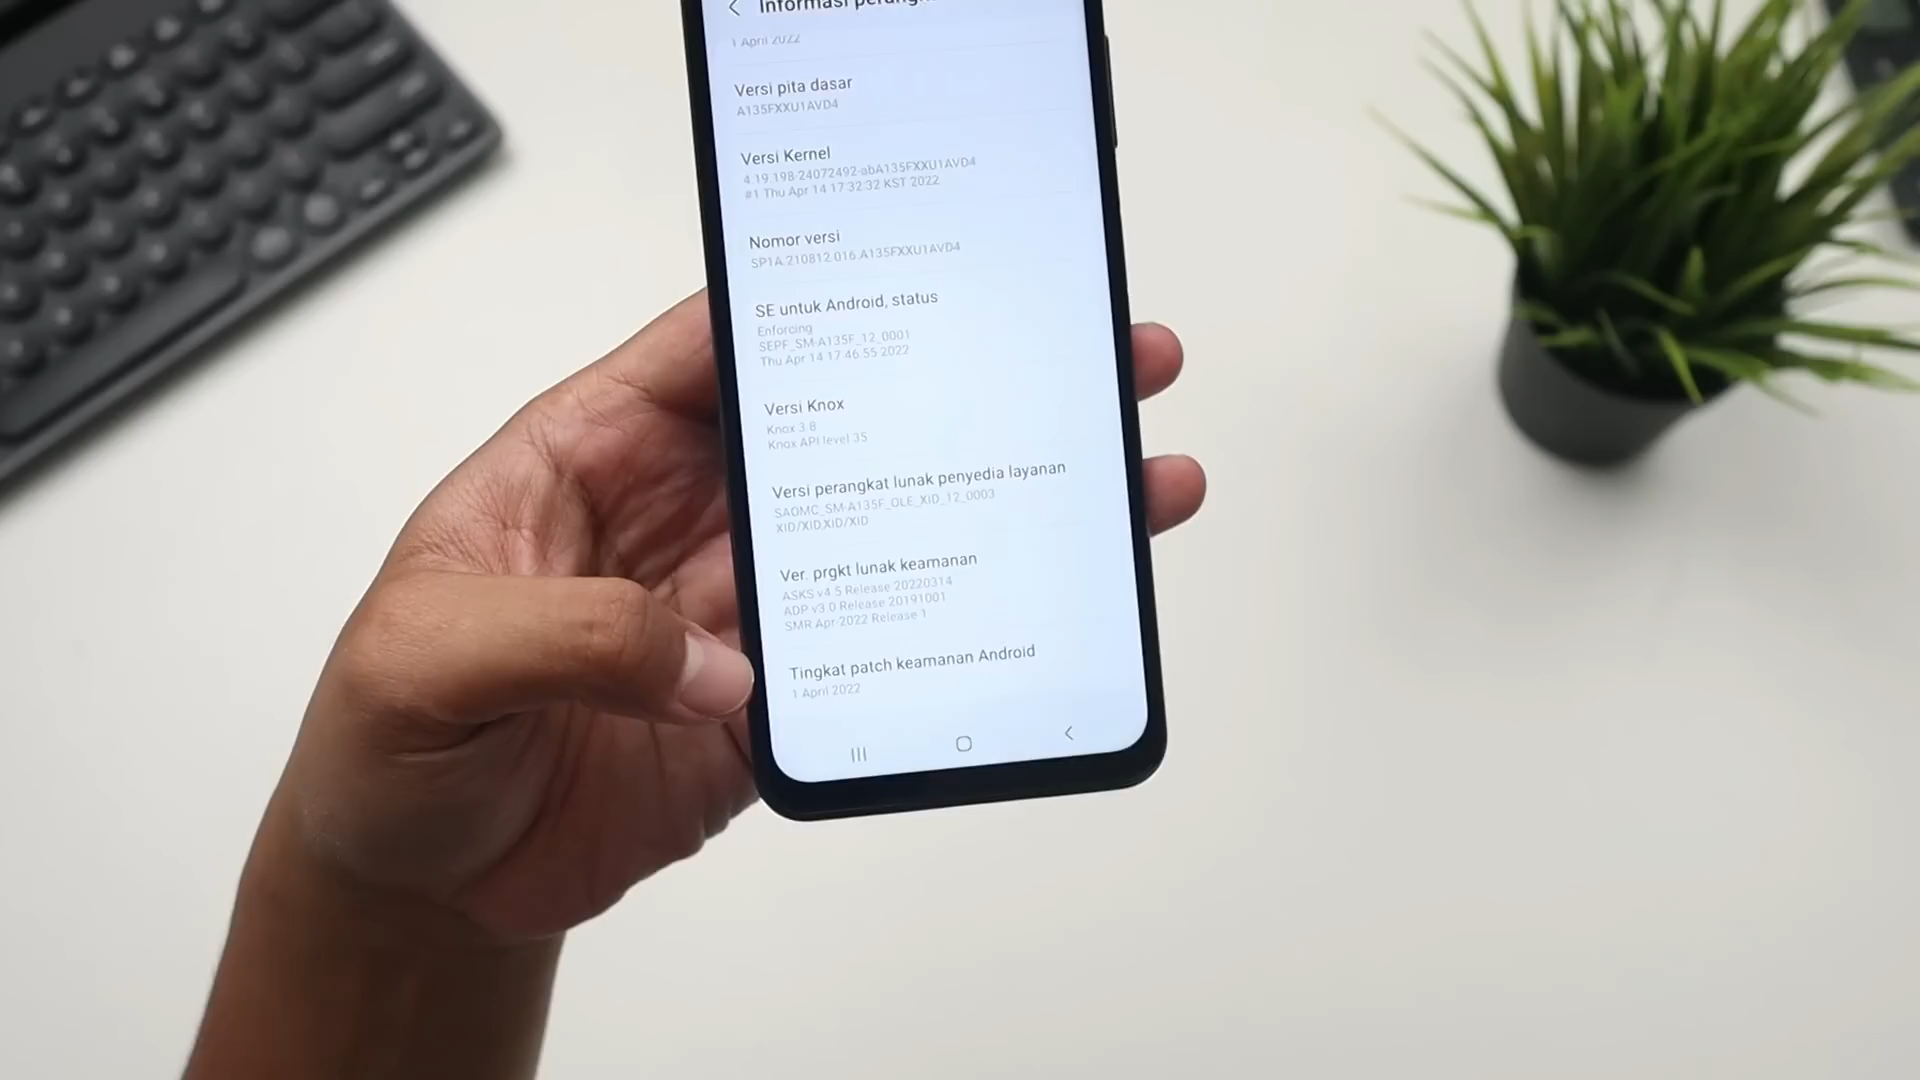 Informasi
1 April 2022
Versi pita dasar
A135FXXU1AVD4
Versi Kernel
4.19.198-24072492-abA135FXXU1AVD4
#1 Thu Apr 14 17:32:32 KST 2022
Nomor versi
SP1A.210812.016.A135FXXU1AVD4
SE untuk Android, status
Enforcing
SEPF_SM-A135F_12_0001
Thu Apr 14 17:46:55 2022
Versi Knox
Knox 3.8
Knox API level 35
Versi perangkat lunak penyedia layanan
SAOMC_SM-A135F_OLE_XID_12_0003
XID/XID,XID/XID
Ver. prgkt lunak keamanan
ASKS v4.5 Release 20220314
ADP v3.0 Release 20191001
SMR Apr-2022 Release 1
Tingkat patch keamanan Android
1 April 2022